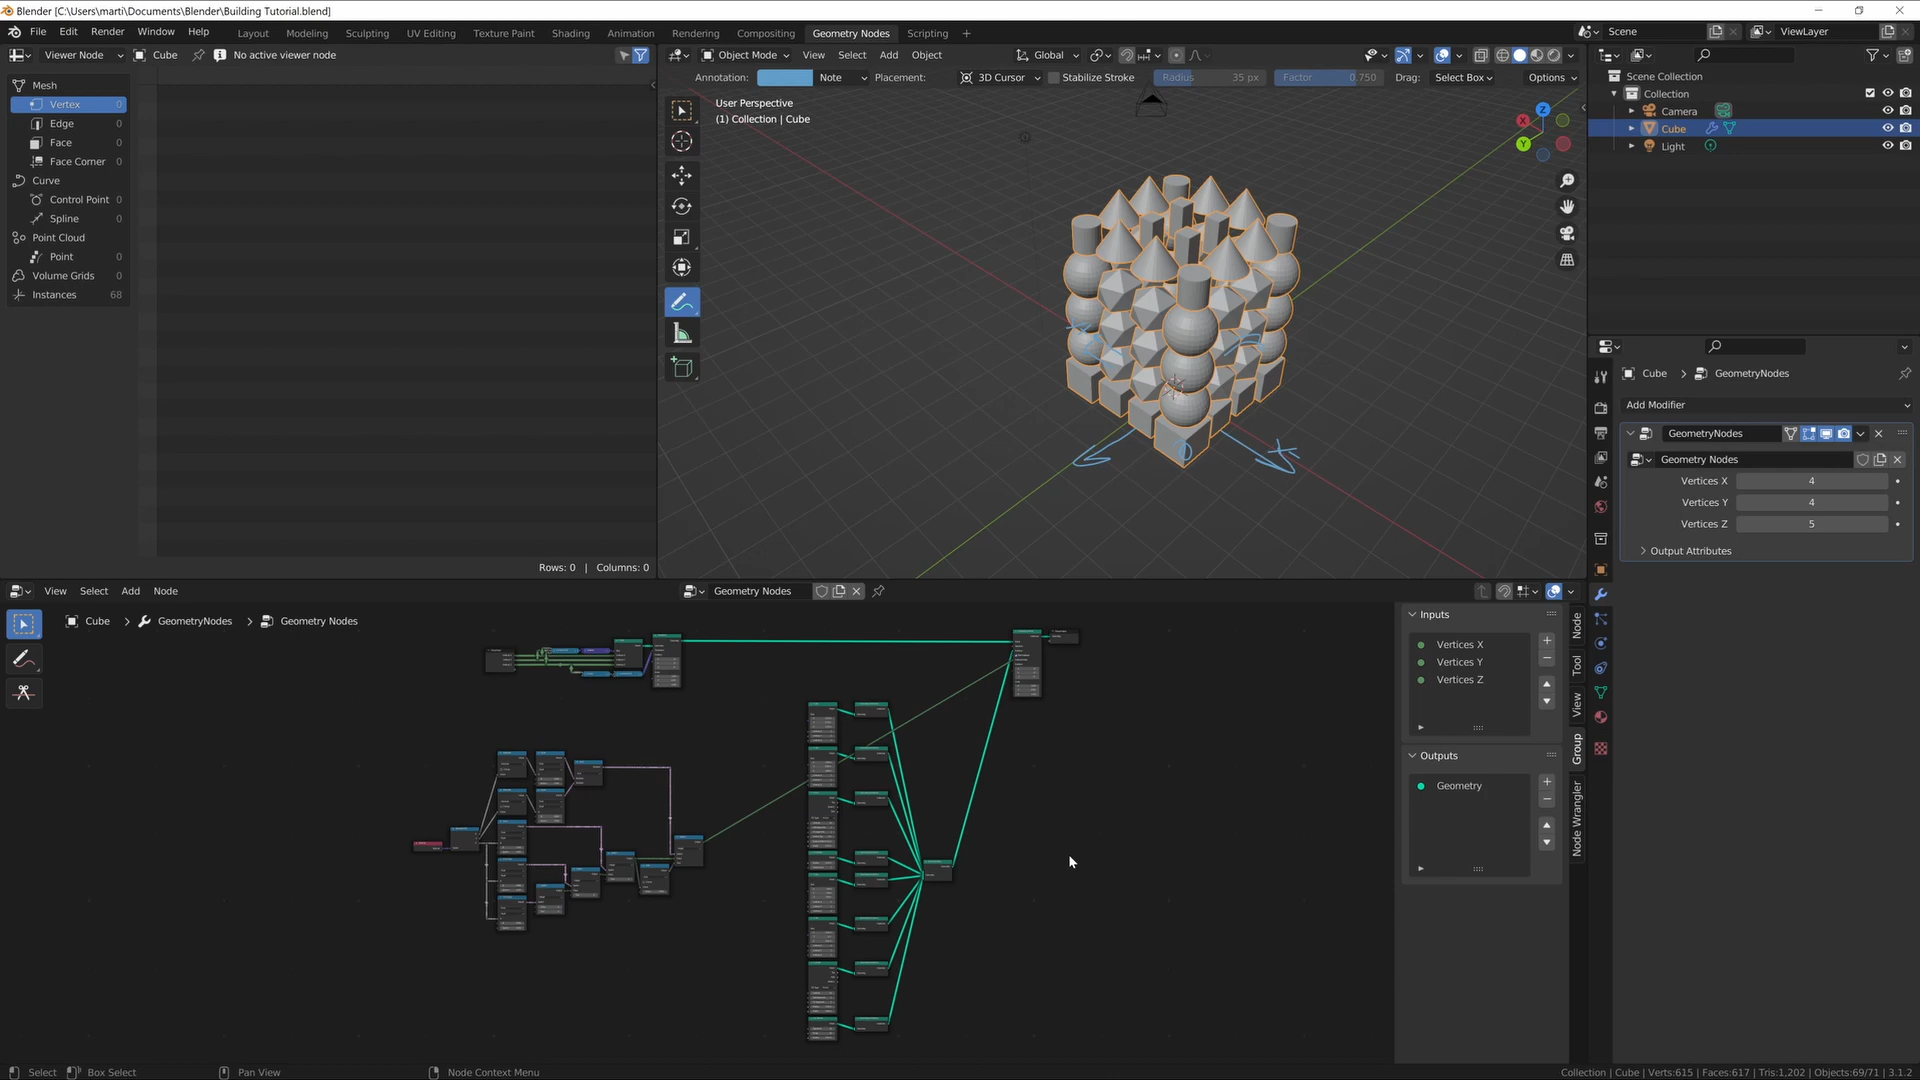 Blender [C:\Users\marti\Documents\Blender\Building Tutorial.blend]
File Edit Render Window Help Layout Modeling Sculpting UV Editing Texture Paint Shading Animation Rendering Compositing Geometry Nodes Scripting + Scene ViewLayer
Viewer Node Cube No active viewer node
Object Mode View Select Add Object Global
Annotation: Note Placement: 3D Cursor Stabilize Stroke Radius 35 px Factor 0.750 Drag: Select Box Options
Mesh
Vertex 0
Edge 0
Face 0
Face Corner 0
Curve
Control Point 0
Spline 0
Point Cloud
Point 0
Volume Grids 0
Instances 68
Rows: 0 | Columns: 0
User Perspective
(1) Collection | Cube
Z
X
Y
X
0
Scene Collection
Collection
Camera
Cube
Light
Cube > GeometryNodes
Add Modifier
GeometryNodes
Geometry Nodes
Vertices X 4
Vertices Y 4
Vertices Z 5
Output Attributes
View Select Add Node Geometry Nodes
Cube > GeometryNodes > Geometry Nodes
Inputs
Vertices X
Vertices Y
Vertices Z
Outputs
Geometry
Node
Tool
View
Group
Node Wrangler
Select Box Select Pan View Node Context Menu
Collection | Cube | Verts:615 | Faces:617 | Tris:1,202 | Objects:69/71 | 3.1.2